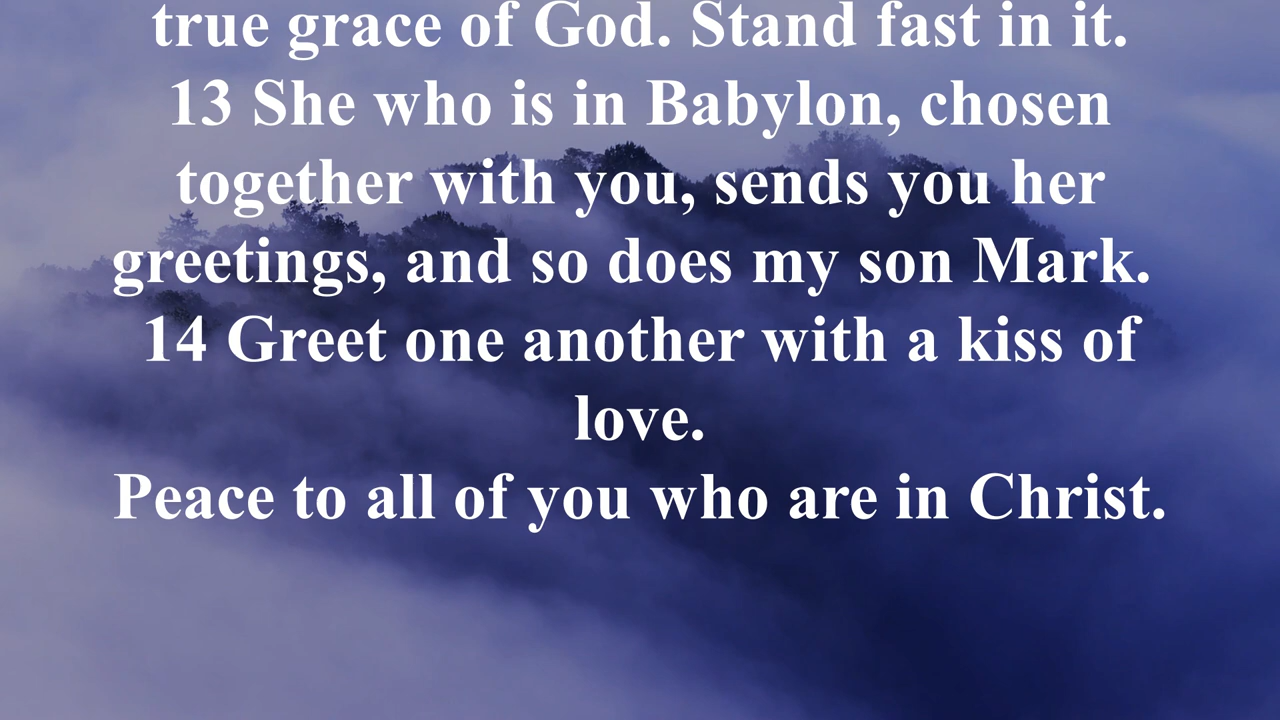 true grace of God. Stand fast in it.
13 She who is in Babylon, chosen
together with you, sends you her
greetings, and so does my son Mark.
14 Greet one another with a kiss of
love.
Peace to all of you who are in Christ.